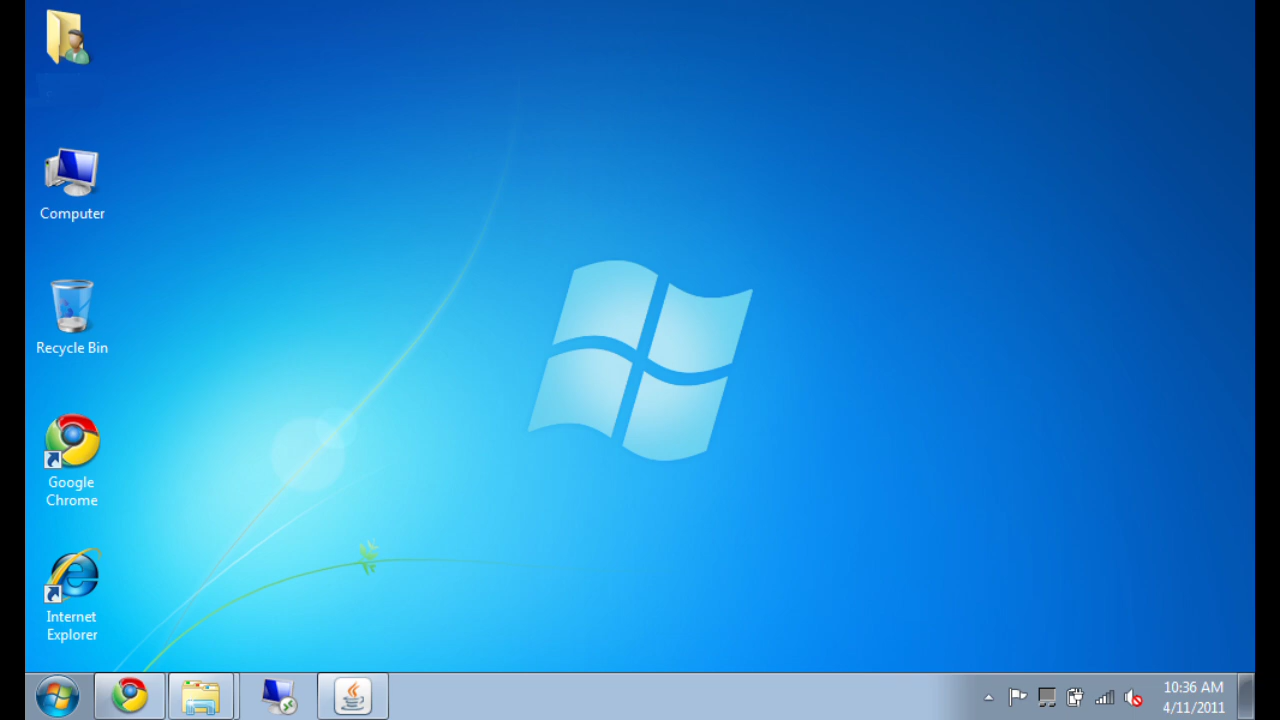 Computer
Recycle Bin
Google
Chrome
Internet
Explorer
10:36 AM
4/11/2011